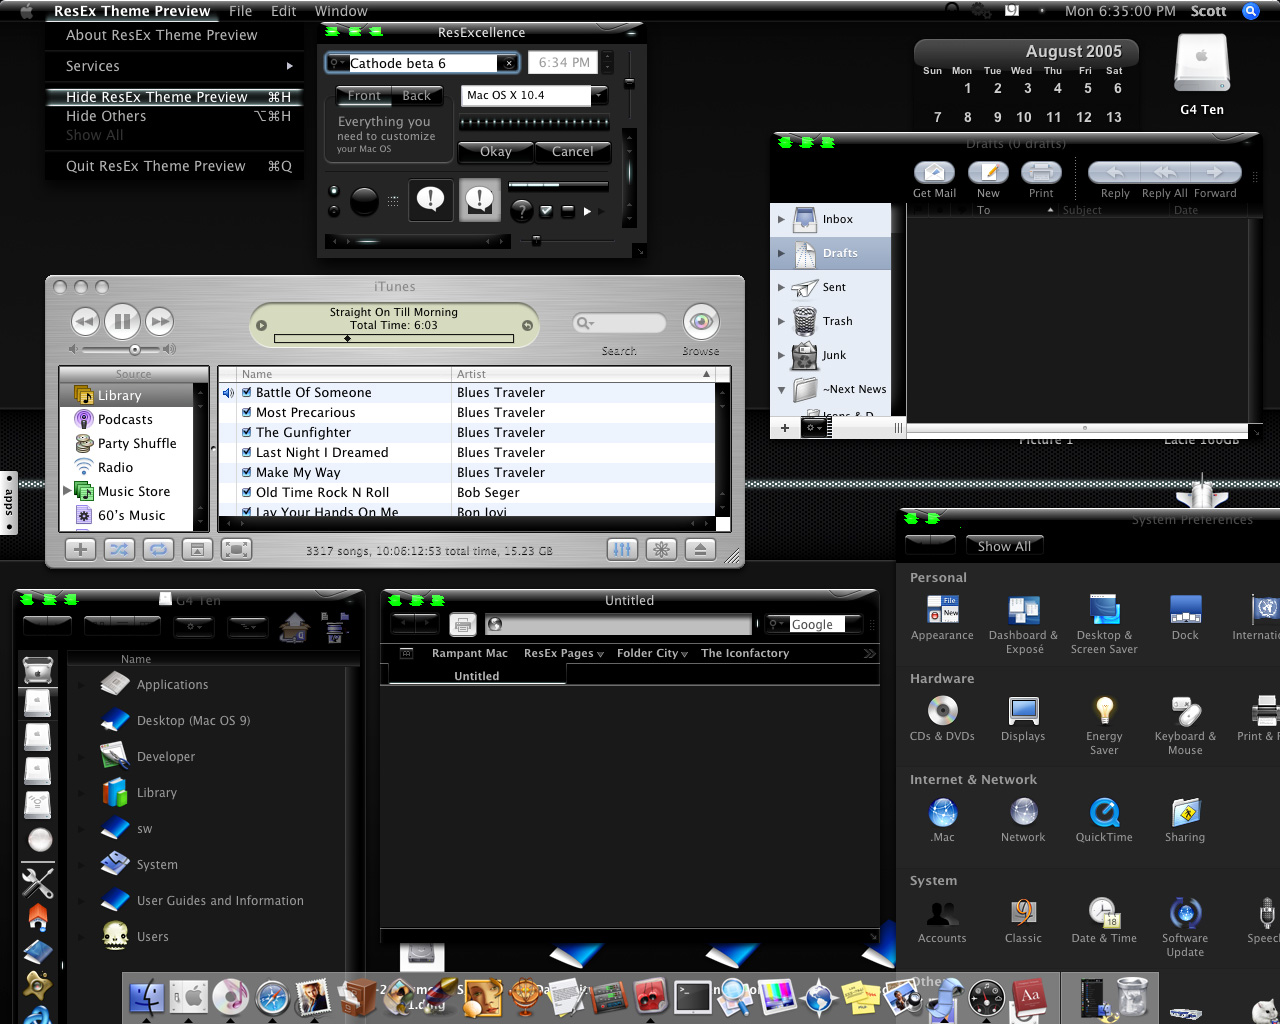 ResEx Theme Preview File Edit Window
Mon 6:35:00 PM Scott
About ResEx Theme Preview
Services
Hide ResEx Theme Preview ⌘H
Hide Others ⌥⌘H
Show All
Quit ResEx Theme Preview ⌘Q
ResExcellence
Cathode beta 6
6:34 PM
Front Back
Mac OS X 10.4
Everything you
need to customize
your Mac OS
Okay Cancel
August 2005
Sun Mon Tue Wed Thu Fri Sat
1 2 3 4 5 6
7 8 9 10 11 12 13
G4 Ten
Drafts (0 drafts)
Get Mail New Print Reply Reply All Forward
To Subject Date
Inbox
Drafts
Sent
Trash
Junk
~Next News
Icons & D
Picture 1
Lacie 160GB
iTunes
Straight On Till Morning
Total Time: 6:03
Search
Browse
Source
Library
Podcasts
Party Shuffle
Radio
Music Store
60's Music
Name Artist
Battle Of Someone Blues Traveler
Most Precarious Blues Traveler
The Gunfighter Blues Traveler
Last Night I Dreamed Blues Traveler
Make My Way Blues Traveler
Old Time Rock N Roll Bob Seger
Lay Your Hands On Me Bon Jovi
3317 songs, 10:06:12:53 total time, 15.23 GB
apps
System Preferences
Show All
Personal
Appearance
Dashboard &
Exposé
Desktop &
Screen Saver
Dock
Internatio
Hardware
CDs & DVDs
Displays
Energy
Saver
Keyboard &
Mouse
Print & F
Internet & Network
.Mac
Network
QuickTime
Sharing
System
Accounts
Classic
Date & Time
Software
Update
Speec
Othe
G4 Ten
Name
Applications
Desktop (Mac OS 9)
Developer
Library
sw
System
User Guides and Information
Users
Untitled
Google
Rampant Mac ResEx Pages Folder City The Iconfactory
Untitled